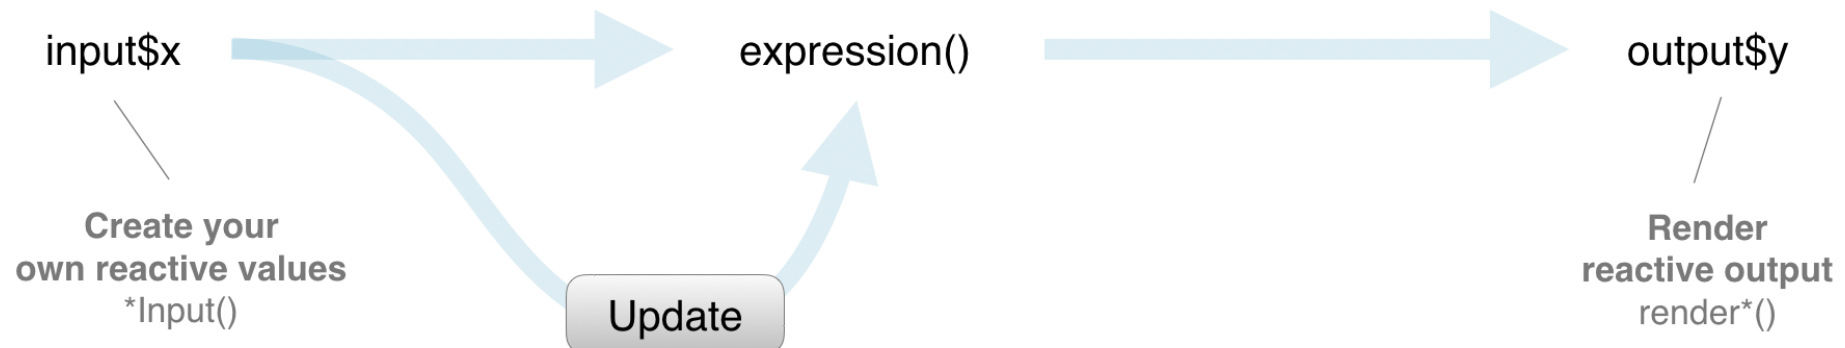 input$x
expression()
output$y
Create your
own reactive values
*Input()
Update
Render
reactive output
render*()